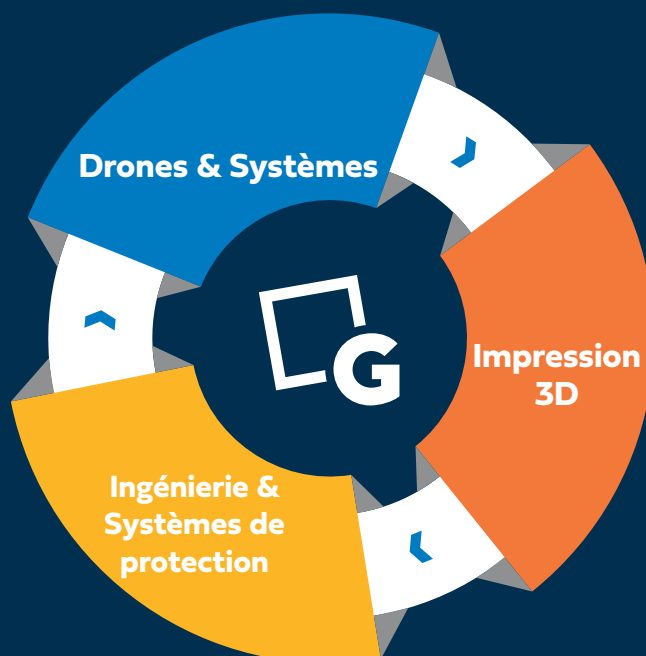 Drones & Systèmes
Impression
3D
G
Ingénierie &
Systèmes de
protection